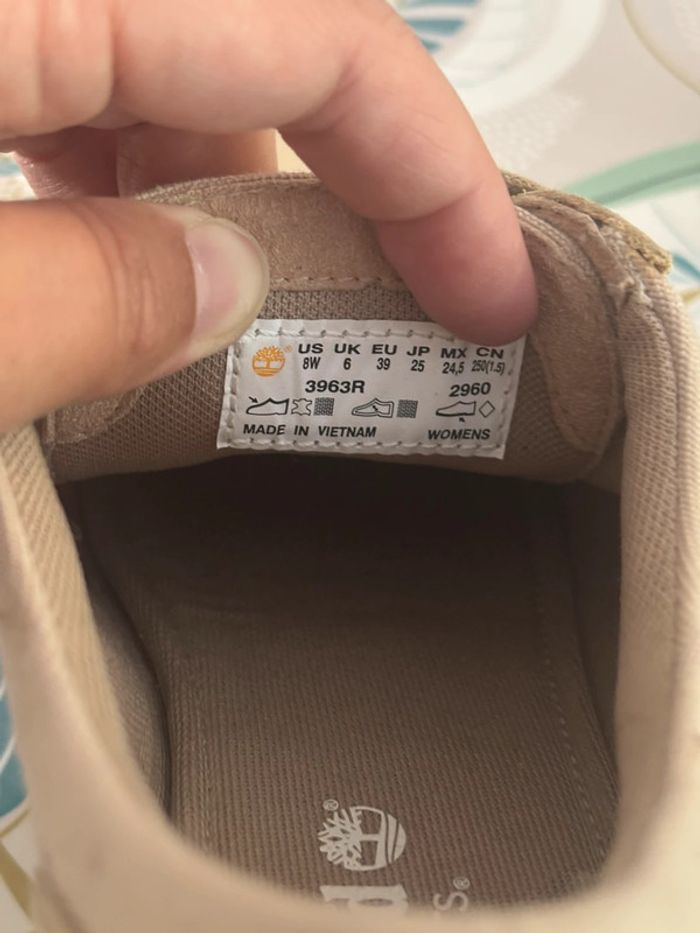 US UK EU JP MX CN
8W 6 39 25 24,5 250(1.5)
3963R 2960
MADE IN VIETNAM WOMENS